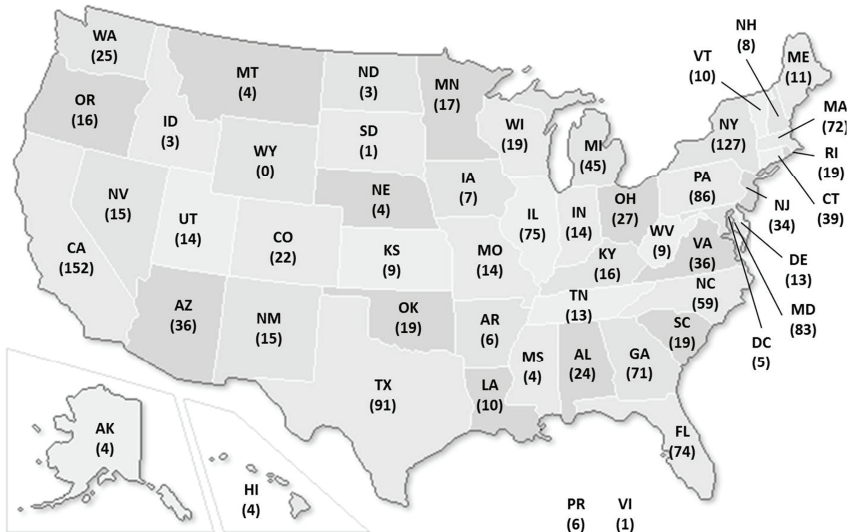 WA
(25)
OR
(16)
CA
(152)
NV
(15)
ID
(3)
MT
(4)
WY
(0)
UT
(14)
AZ
(36)
CO
(22)
NM
(15)
ND
(3)
SD
(1)
NE
(4)
KS
(9)
OK
(19)
TX
(91)
MN
(17)
IA
(7)
MO
(14)
AR
(6)
LA
(10)
WI
(19)
IL
(75)
MI
(45)
IN
(14)
OH
(27)
KY
(16)
TN
(13)
MS
(4)
AL
(24)
GA
(71)
FL
(74)
SC
(19)
NC
(59)
VA
(36)
WV
(9)
PA
(86)
NY
(127)
VT
(10)
NH
(8)
ME
(11)
MA
(72)
RI
(19)
CT
(39)
NJ
(34)
DE
(13)
MD
(83)
DC
(5)
AK
(4)
HI
(4)
PR
(6)
VI
(1)